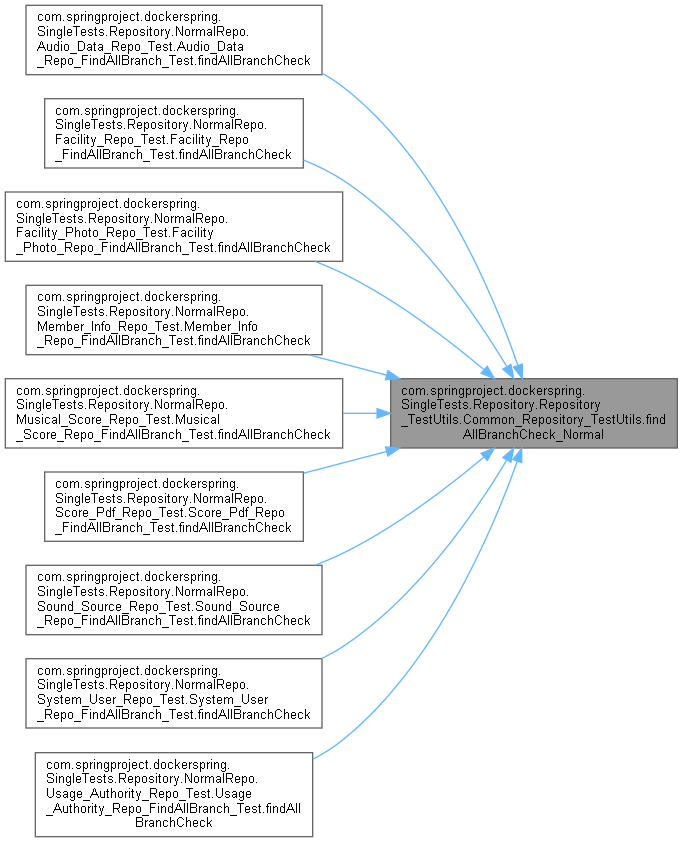 com.springproject.dockerspring.
SingleTests.Repository.NormalRepo.
Audio_Data_Repo_Test.Audio_Data
_Repo_FindAllBranch_Test.findAllBranchCheck
com.springproject.dockerspring.
SingleTests.Repository.NormalRepo.
Facility_Repo_Test.Facility_Repo
_FindAllBranch_Test.findAllBranchCheck
com.springproject.dockerspring.
SingleTests.Repository.NormalRepo.
Facility_Photo_Repo_Test.Facility
_Photo_Repo_FindAllBranch_Test.findAllBranchCheck
com.springproject.dockerspring.
SingleTests.Repository.NormalRepo.
Member_Info_Repo_Test.Member_Info
_Repo_FindAllBranch_Test.findAllBranchCheck
com.springproject.dockerspring.
SingleTests.Repository.NormalRepo.
Musical_Score_Repo_Test.Musical
_Score_Repo_FindAllBranch_Test.findAllBranchCheck
com.springproject.dockerspring.
SingleTests.Repository.Repository
_TestUtils.Common_Repository_TestUtils.find
AllBranchCheck_Normal
com.springproject.dockerspring.
SingleTests.Repository.NormalRepo.
Score_Pdf_Repo_Test.Score_Pdf_Repo
_FindAllBranch_Test.findAllBranchCheck
com.springproject.dockerspring.
SingleTests.Repository.NormalRepo.
Sound_Source_Repo_Test.Sound_Source
_Repo_FindAllBranch_Test.findAllBranchCheck
com.springproject.dockerspring.
SingleTests.Repository.NormalRepo.
System_User_Repo_Test.System_User
_Repo_FindAllBranch_Test.findAllBranchCheck
com.springproject.dockerspring.
SingleTests.Repository.NormalRepo.
Usage_Authority_Repo_Test.Usage
_Authority_Repo_FindAllBranch_Test.findAll
BranchCheck